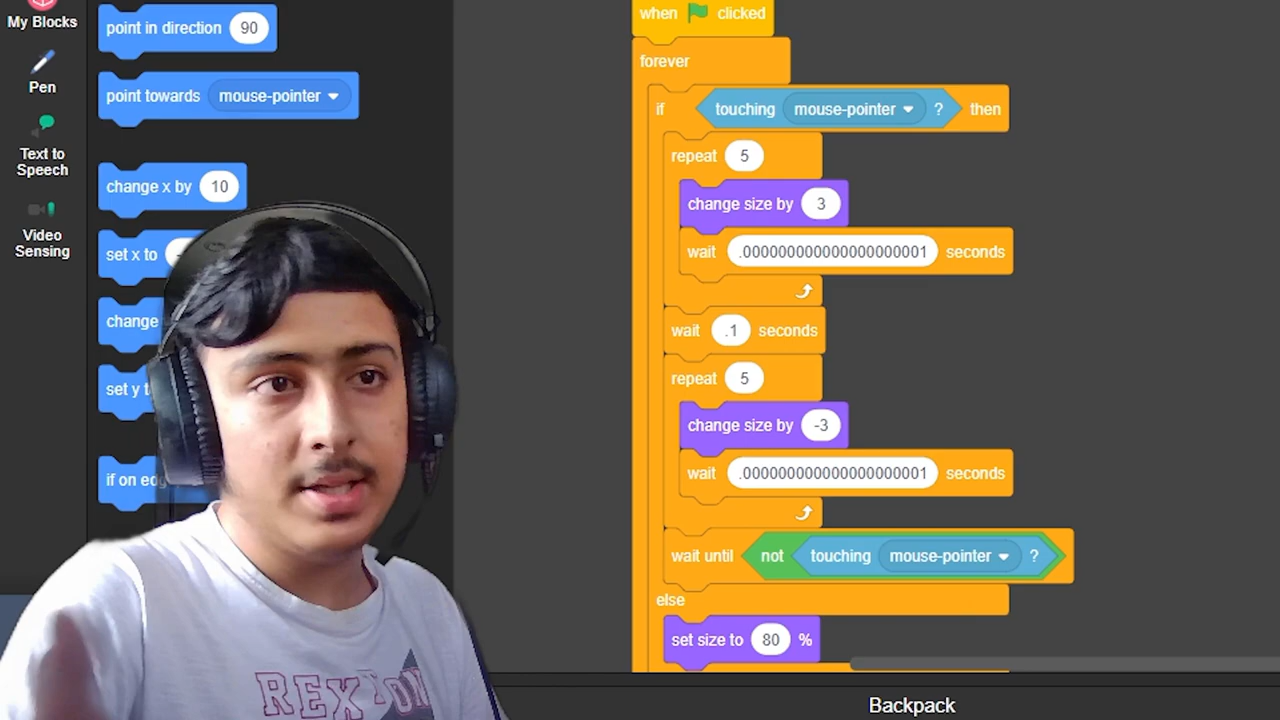 My Blocks
Pen
Text to
Speech
Video
Sensing
point in direction 90
point towards mouse-pointer
change x by 10
set x to
change
set y
if on
when clicked
forever
if touching mouse-pointer ? then
repeat 5
change size by 3
wait .000000000000000000001 seconds
wait .1 seconds
repeat 5
change size by -3
wait .000000000000000000001 seconds
wait until not touching mouse-pointer ?
else
set size to 80 %
Backpack